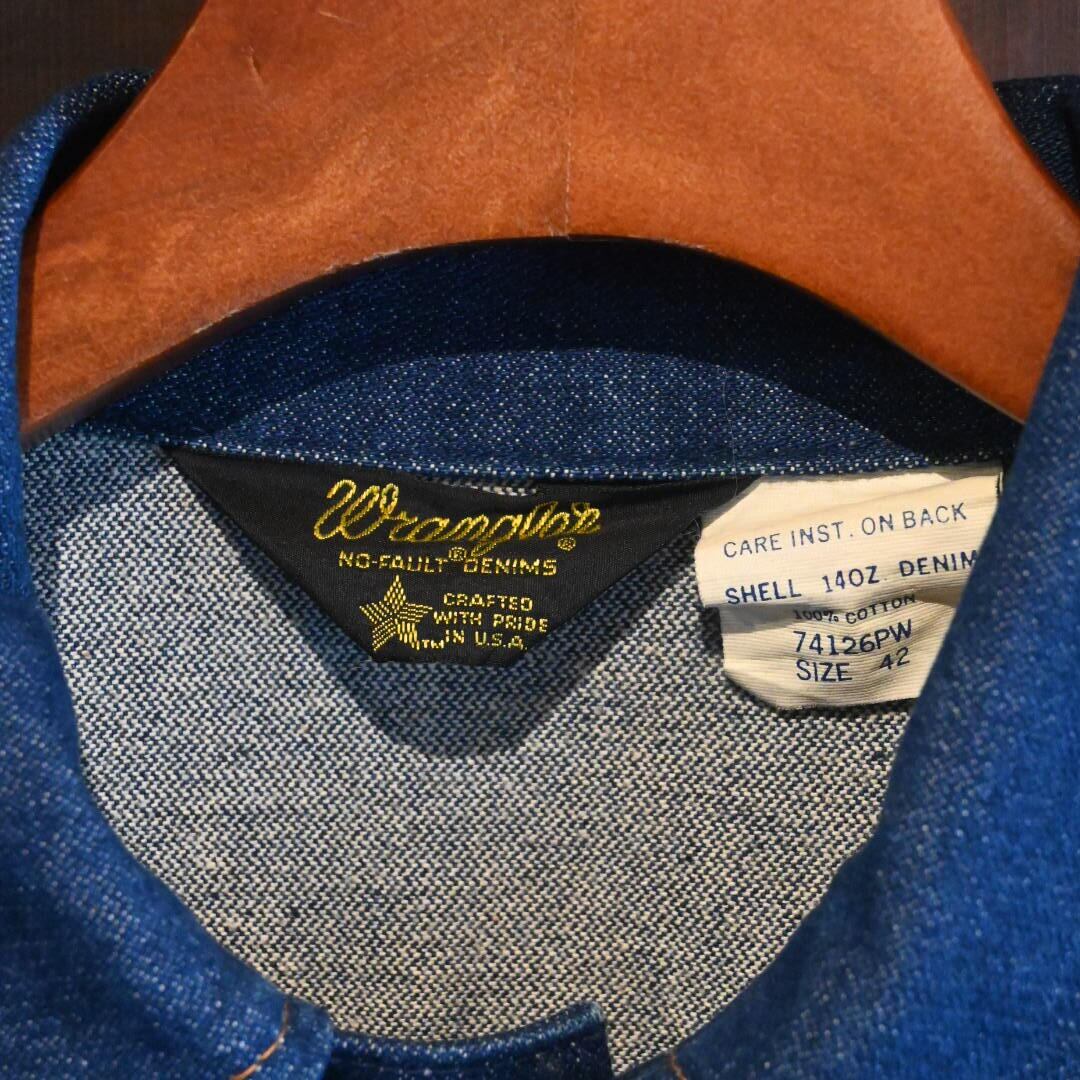 Wrangler®
NO-FAULT® DENIMS
CRAFTED
WITH PRIDE
™ IN U.S.A.
CARE INST. ON BACK
SHELL 14OZ. DENIM
100% COTTON
74126PW
SIZE 42